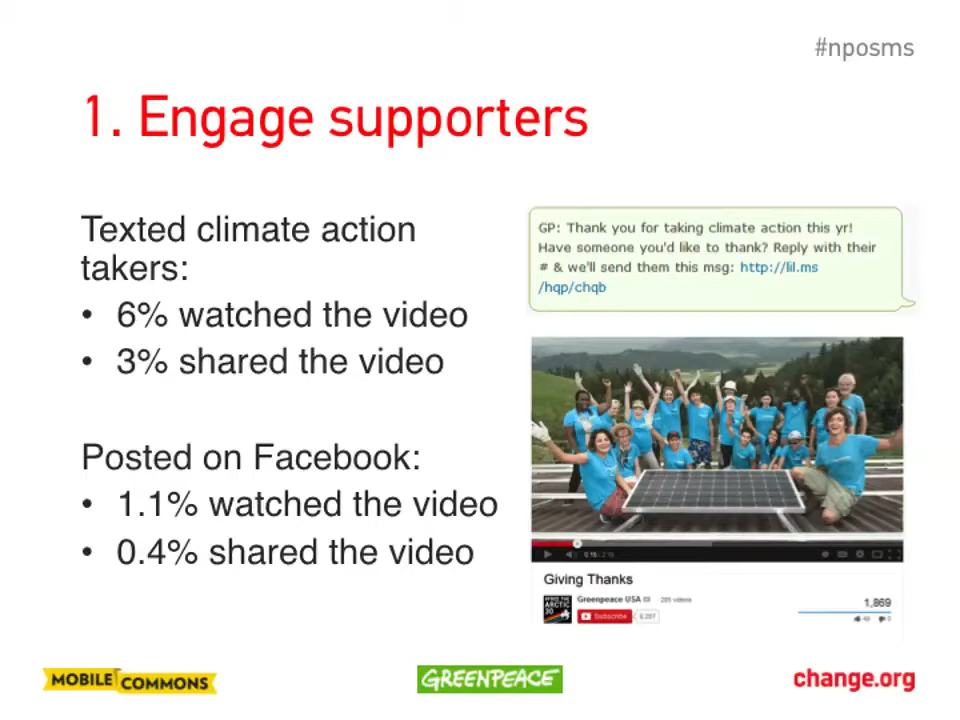 #nposms
1. Engage supporters
Texted climate action
takers:
• 6% watched the video
• 3% shared the video
Posted on Facebook:
• 1.1% watched the video
• 0.4% shared the video
GP: Thank you for taking climate action this yr!
Have someone you'd like to thank? Reply with their
# & we'll send them this msg: http://lil.ms
/hqp/chqb
Giving Thanks
Greenpeace USA
Subscribe
1,869
MOBILE COMMONS
GREENPEACE
change.org